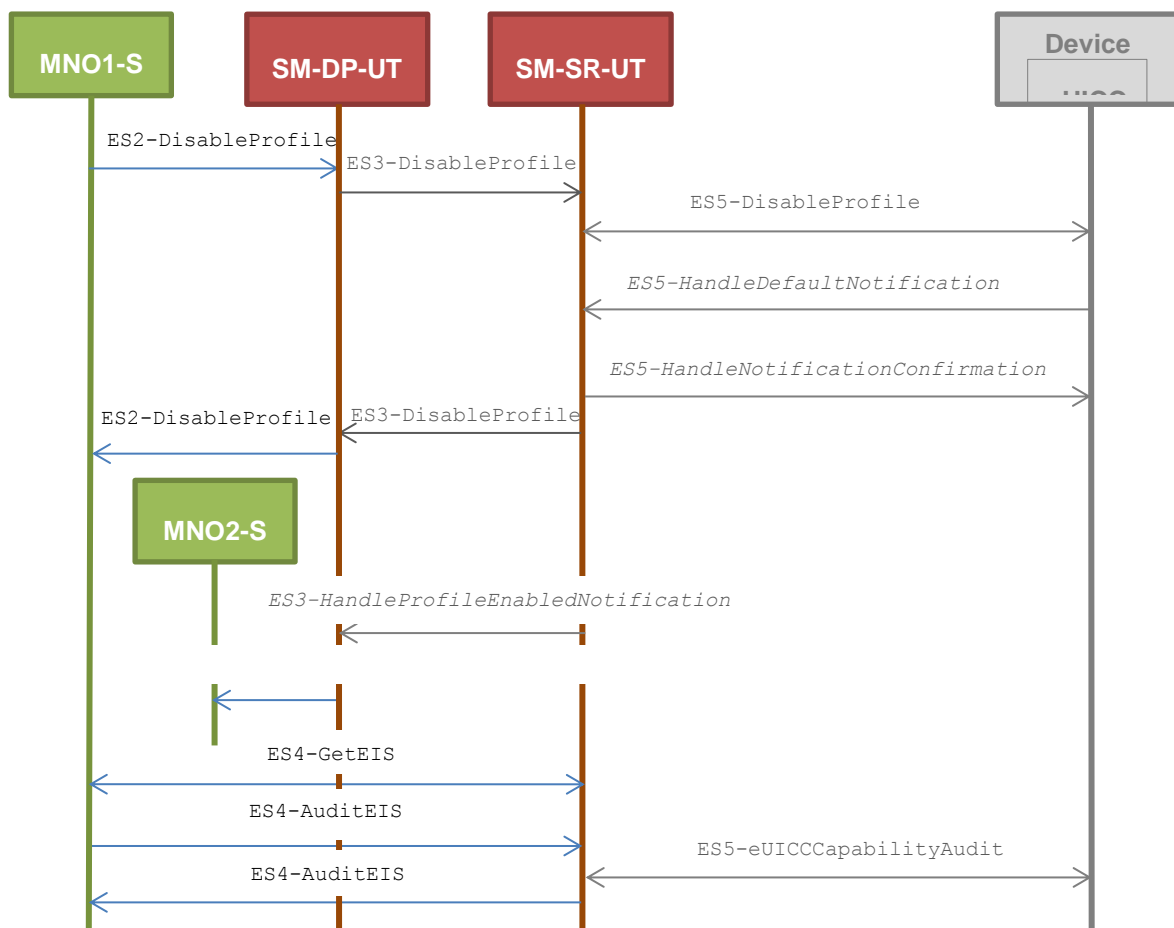 MNO1-S
SM-DP-UT
SM-SR-UT
Device
ES2-DisableProfile
ES3-DisableProfile
ES5-DisableProfile
ES5-HandleDefaultNotification
ES5-HandleNotificationConfirmation
ES2-DisableProfile
ES3-DisableProfile
MNO2-S
ES3-HandleProfileEnabledNotification
ES4-GetEIS
ES4-AuditEIS
ES5-eUICCCapabilityAudit
ES4-AuditEIS